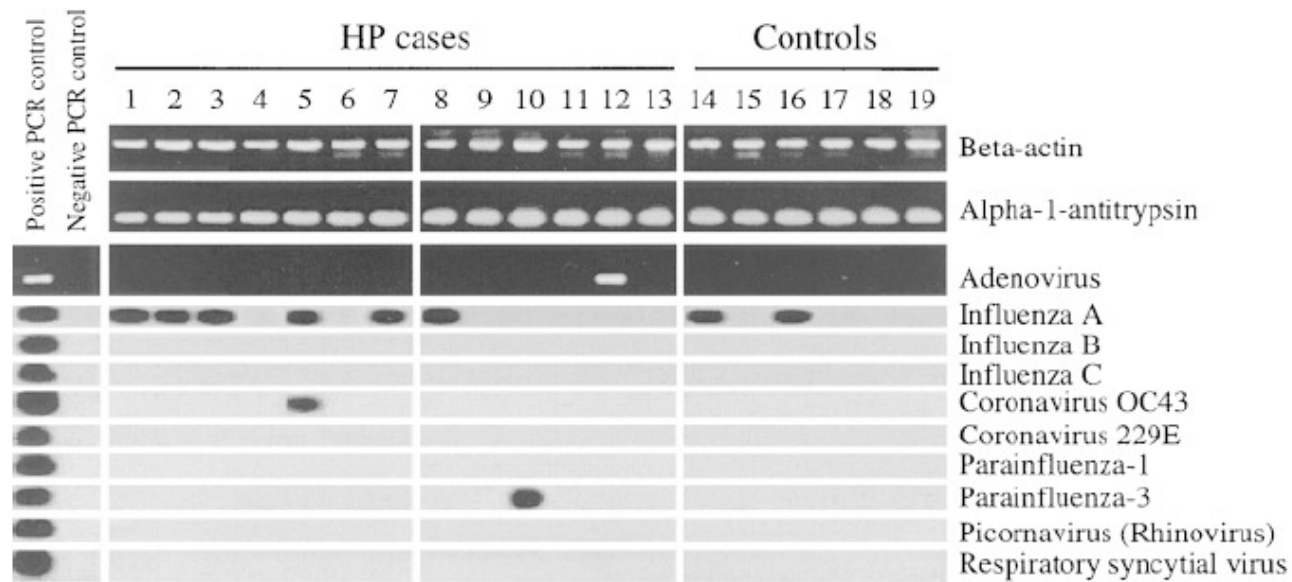 Positive PCR control
Negative PCR control
HP cases
Controls
1 2 3 4 5 6 7 8 9 10 11 12 13 14 15 16 17 18 19
Beta-actin
Alpha-1-antitrypsin
Adenovirus
Influenza A
Influenza B
Influenza C
Coronavirus OC43
Coronavirus 229E
Parainfluenza-1
Parainfluenza-3
Picornavirus (Rhinovirus)
Respiratory syncytial virus